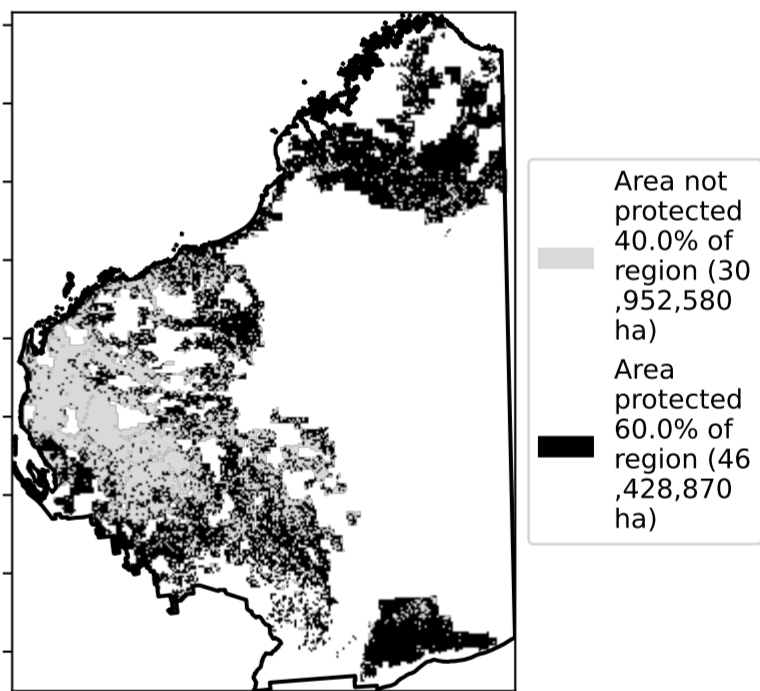 Area not
protected
40.0% of
region (30
,952,580
ha)
Area
protected
60.0% of
region (46
,428,870
ha)